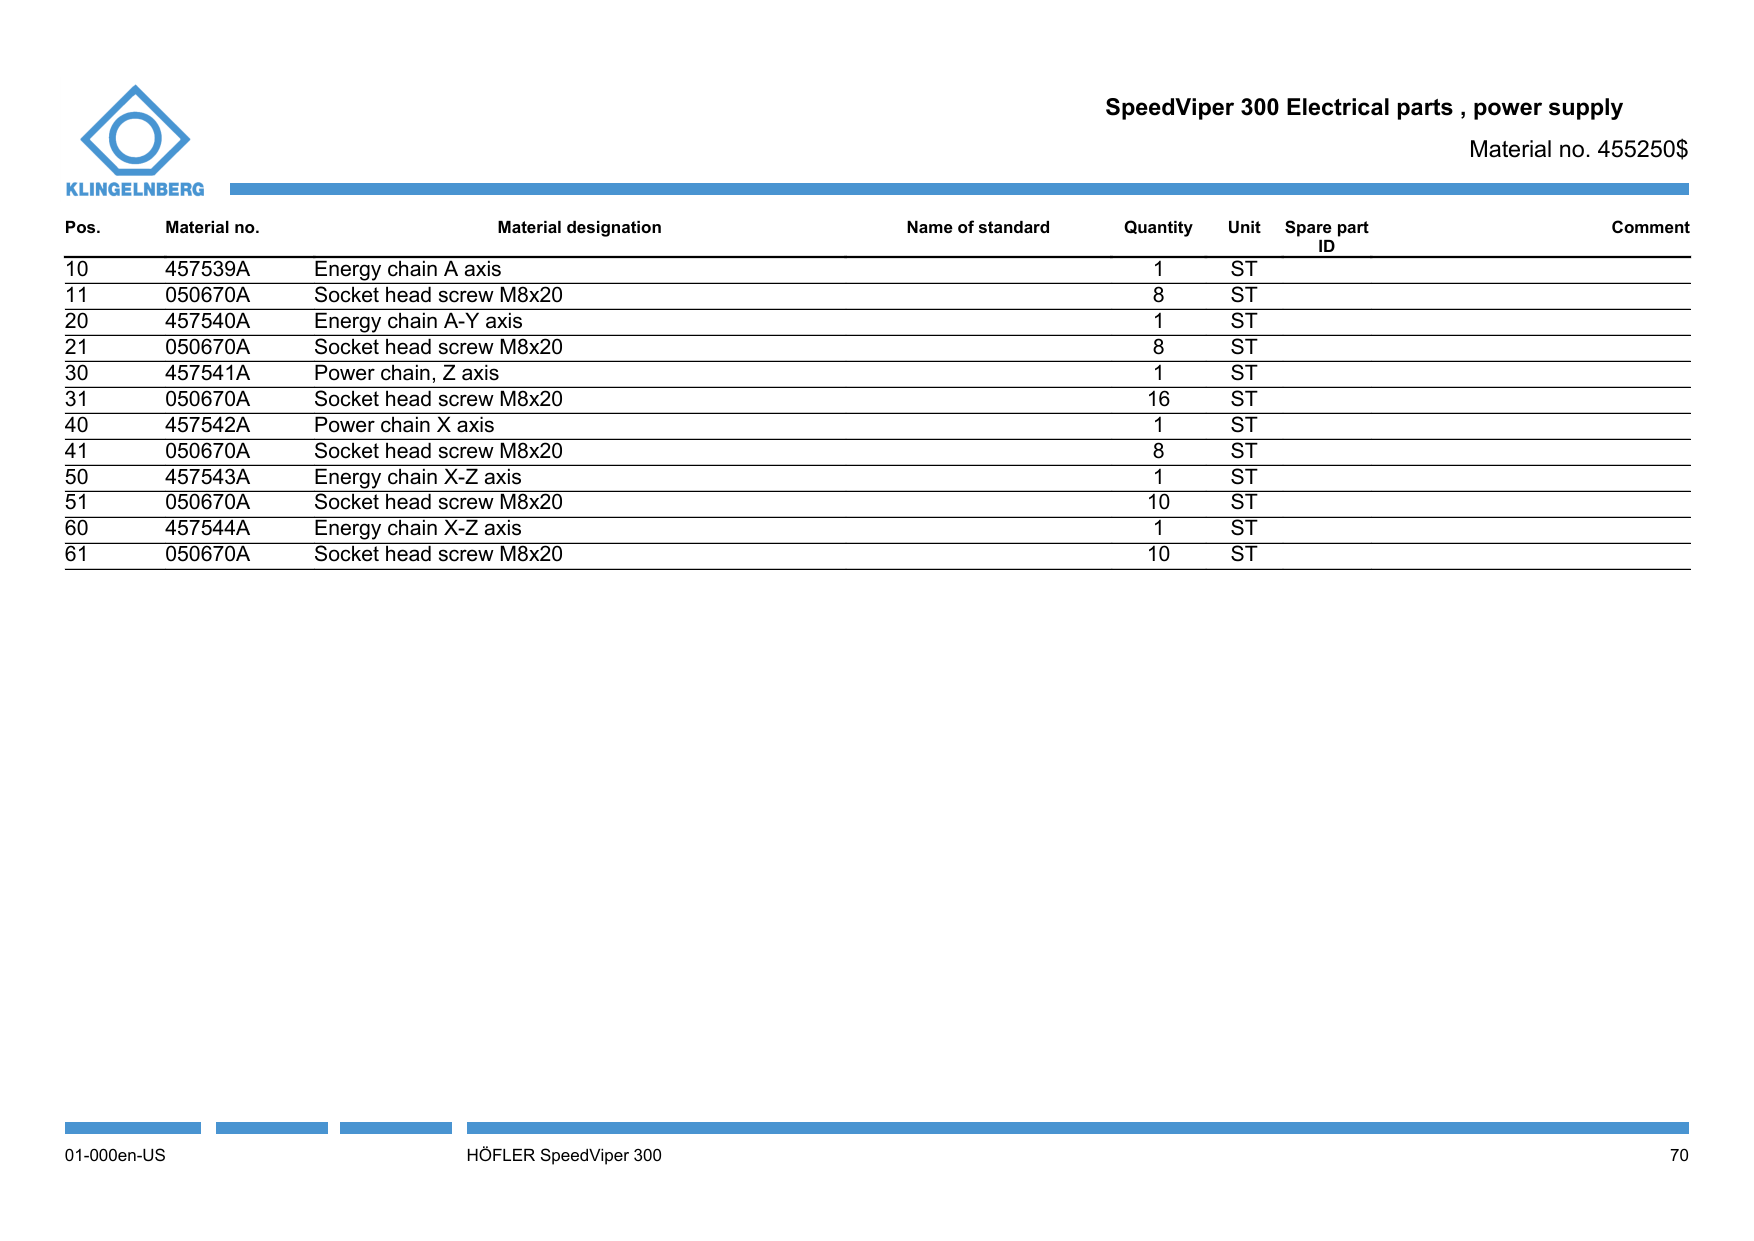 SpeedViper 300 Electrical parts , power supply
Material no. 455250$
KLINGELNBERG
Pos. Material no. Material designation Name of standard Quantity Unit Spare part ID Comment
10 457539A Energy chain A axis 1 ST
11 050670A Socket head screw M8x20 8 ST
20 457540A Energy chain A-Y axis 1 ST
21 050670A Socket head screw M8x20 8 ST
30 457541A Power chain, Z axis 1 ST
31 050670A Socket head screw M8x20 16 ST
40 457542A Power chain X axis 1 ST
41 050670A Socket head screw M8x20 8 ST
50 457543A Energy chain X-Z axis 1 ST
51 050670A Socket head screw M8x20 10 ST
60 457544A Energy chain X-Z axis 1 ST
61 050670A Socket head screw M8x20 10 ST
01-000en-US HÖFLER SpeedViper 300 70